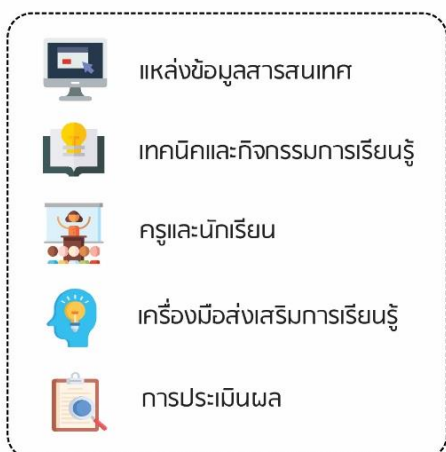 แหล่งข้อมูลสารสนเทศ
เทคนิคและกิจกรรมการเรียนรู้
ครูและนักเรียน
เครื่องมือส่งเสริมการเรียนรู้
การประเมินผล